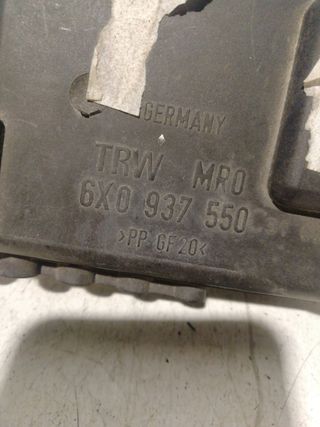 GERMANY
TRW MRO
6X0 937 550
>PP GF20<